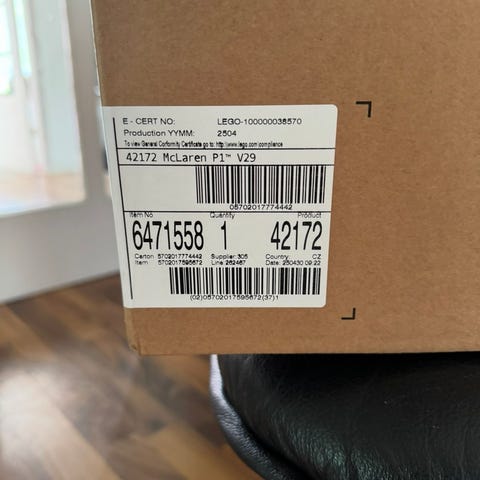 E - CERT NO: LEGO-100000038570
Production YYMM: 2504
To view General Conformity Certificate go to: http://www.lego.com/compliance
42172 McLaren P1™ V29
05702017774442
Item No. Quantity Product
6471558 1 42172
Carton 5702017774442 Supplier: 305 Country: CZ
Item 5702017595672 Line: 262467 Date: 250430 09:22
(02)05702017595672(37)1